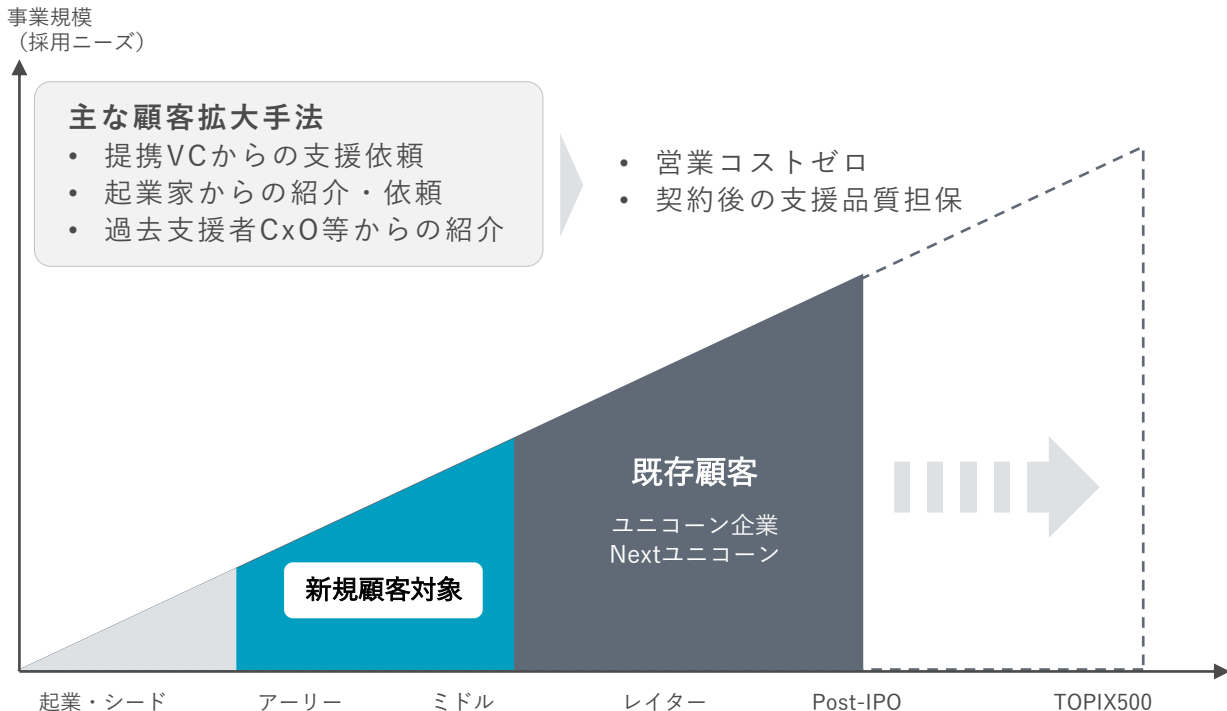 事業規模
（採用ニーズ）
主な顧客拡大手法
• 提携VCからの支援依頼
• 起業家からの紹介・依頼
• 過去支援者CxO等からの紹介
• 営業コストゼロ
• 契約後の支援品質担保
既存顧客
ユニコーン企業
Nextユニコーン
新規顧客対象
起業・シード
アーリー
ミドル
レイター
Post-IPO
TOPIX500